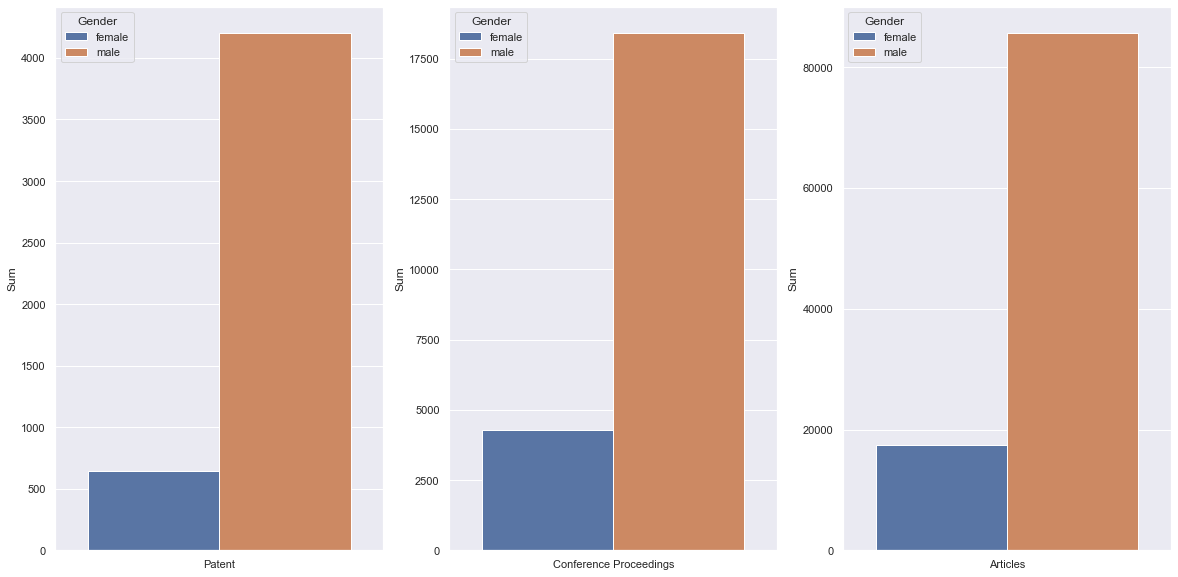 Gender
female
male
4000
3500
3000
2500
2000
1500
1000
500
0
Sum
Patent
Gender
female
male
17500
15000
12500
10000
7500
5000
2500
0
Sum
Conference Proceedings
Gender
female
male
80000
60000
40000
20000
0
Sum
Articles